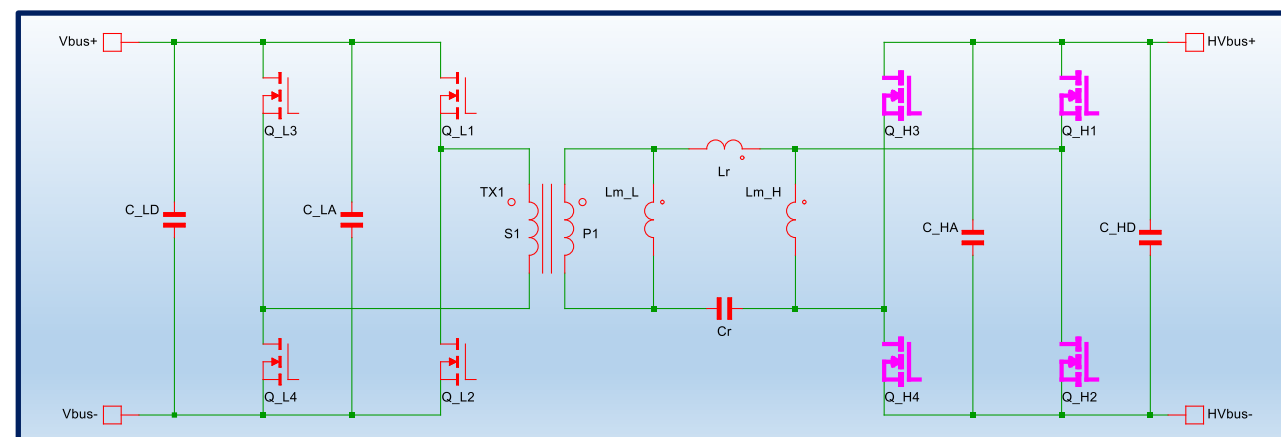 Vbus+
HVbus+
Q_L3
Q_L1
Q_H3
Q_H1
Lr
TX1
Lm_L
Lm_H
C_LD
C_LA
S1
P1
C_HA
C_HD
Cr
Q_L4
Q_L2
Q_H4
Q_H2
Vbus-
HVbus-